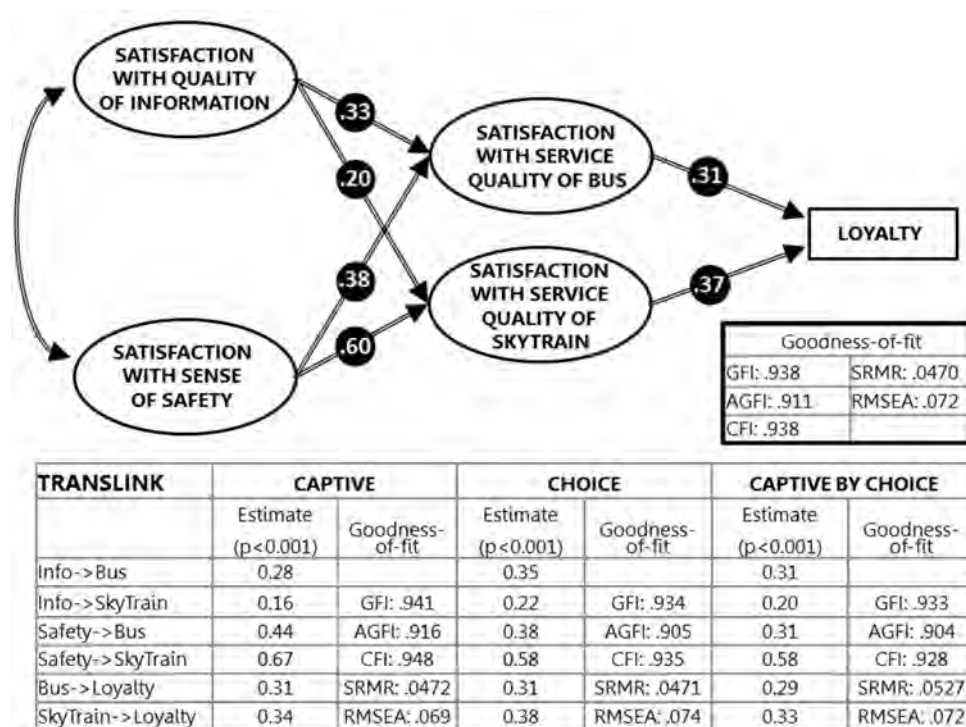 SATISFACTION
WITH QUALITY
OF INFORMATION
.33
.20
SATISFACTION
WITH SERVICE
QUALITY OF BUS
.31
LOYALTY
.38
.60
SATISFACTION
WITH SERVICE
QUALITY OF
SKYTRAIN
.37
SATISFACTION
WITH SENSE
OF SAFETY
Goodness-of-fit
GFI: .938 SRMR: .0470
AGFI: .911 RMSEA: .072
CFI: .938
TRANSLINK CAPTIVE CHOICE CAPTIVE BY CHOICE
Estimate (p<0.001) Goodness-of-fit Estimate (p<0.001) Goodness-of-fit Estimate (p<0.001) Goodness-of-fit
Info->Bus 0.28 0.35 0.31
Info->SkyTrain 0.16 GFI: .941 0.22 GFI: .934 0.20 GFI: .933
Safety->Bus 0.44 AGFI: .916 0.38 AGFI: .905 0.31 AGFI: .904
Safety->SkyTrain 0.67 CFI: .948 0.58 CFI: .935 0.58 CFI: .928
Bus->Loyalty 0.31 SRMR: .0472 0.31 SRMR: .0471 0.29 SRMR: .0527
SkyTrain->Loyalty 0.34 RMSEA: .069 0.38 RMSEA: .074 0.33 RMSEA: .072